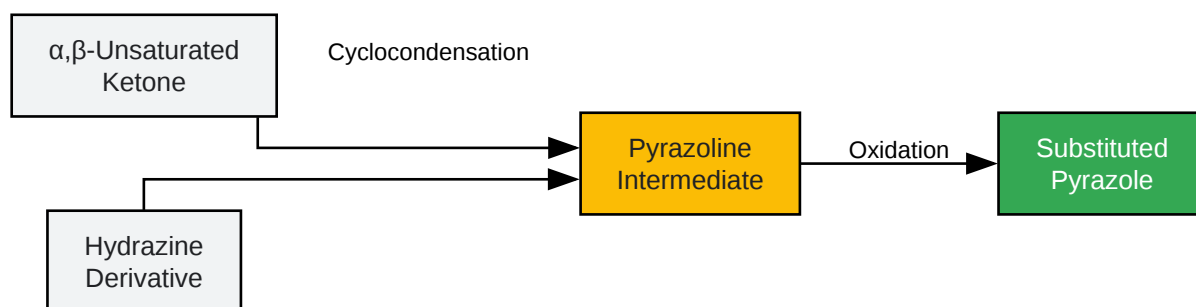 α,β-Unsaturated
Ketone
Cyclocondensation
Pyrazoline
Intermediate
Oxidation
Substituted
Pyrazole
Hydrazine
Derivative